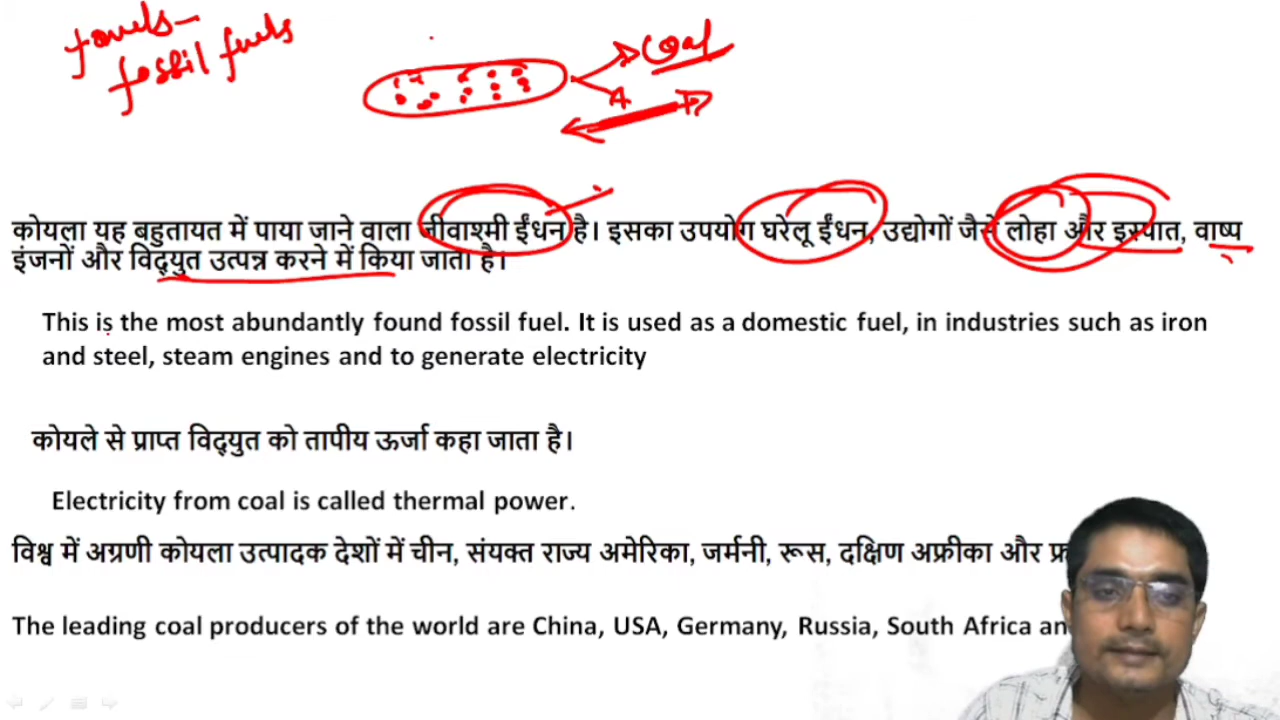 fouels-
fossil fuels
Coal
कोयला यह बहुतायत में पाया जाने वाला जीवाश्मी ईंधन है। इसका उपयोग घरेलू ईंधन, उद्योगों जैसे लोहा और इस्पात, वाष्प
इंजनों और विद्युत उत्पन्न करने में किया जाता है।
This is the most abundantly found fossil fuel. It is used as a domestic fuel, in industries such as iron
and steel, steam engines and to generate electricity
कोयले से प्राप्त विद्युत को तापीय ऊर्जा कहा जाता है।
Electricity from coal is called thermal power.
विश्व में अग्रणी कोयला उत्पादक देशों में चीन, संयक्त राज्य अमेरिका, जर्मनी, रूस, दक्षिण अफ्रीका और
The leading coal producers of the world are China, USA, Germany, Russia, South Africa an